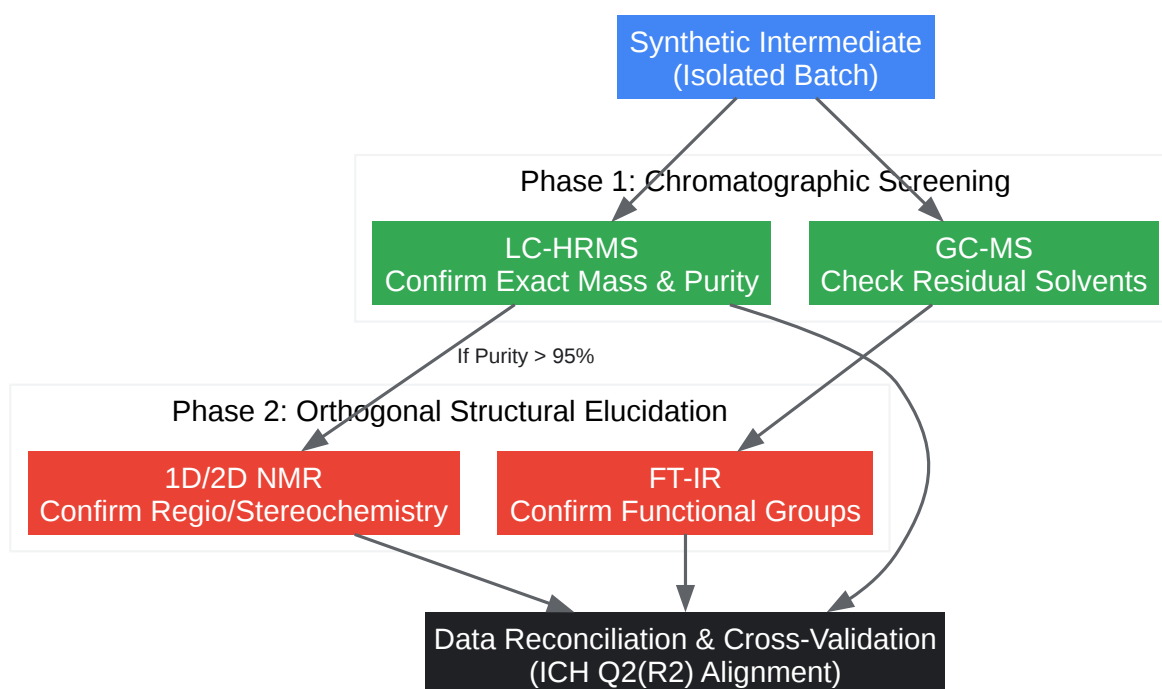 Synthetic Intermediate
(Isolated Batch)
Phase 1: Chromatographic Screening
LC-HRMS
Confirm Exact Mass & Purity
GC-MS
Check Residual Solvents
If Purity > 95%
Phase 2: Orthogonal Structural Elucidation
1D/2D NMR
Confirm Regio/Stereochemistry
FT-IR
Confirm Functional Groups
Data Reconciliation & Cross-Validation
(ICH Q2(R2) Alignment)